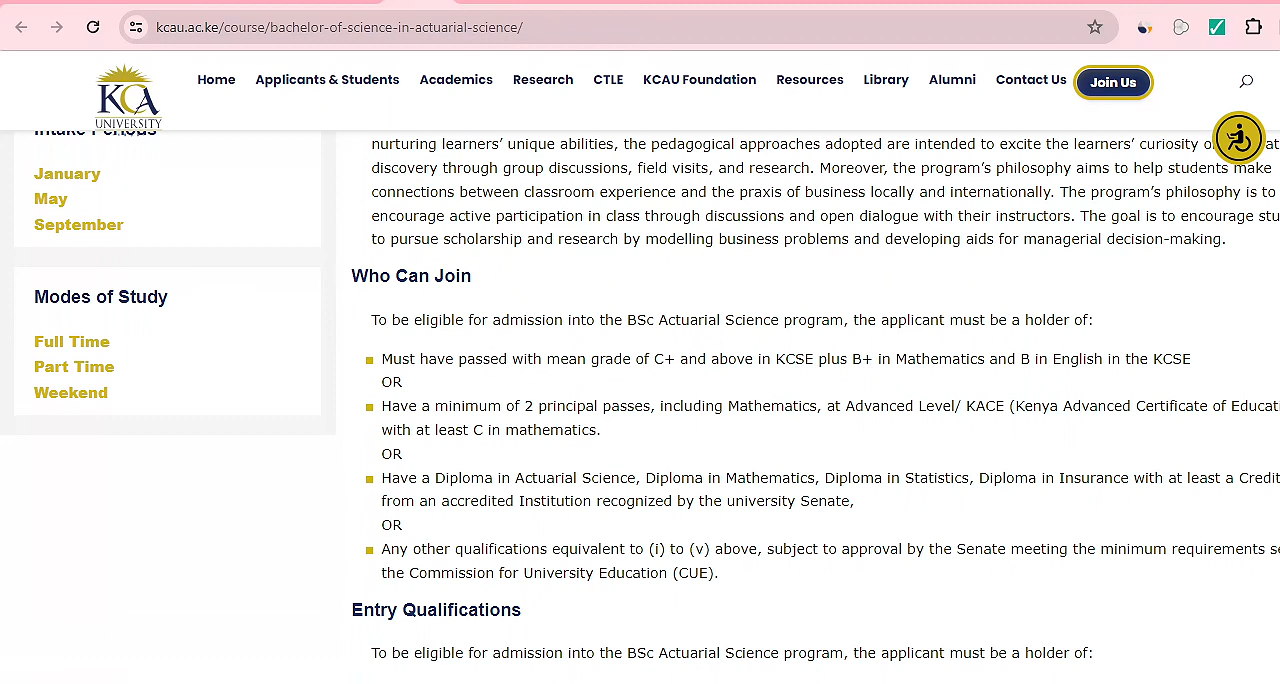 kcau.ac.ke/course/bachelor-of-science-in-actuarial-science/
KCA
UNIVERSITY
Home Applicants & Students Academics Research CTLE KCAU Foundation Resources Library Alumni Contact Us Join Us
Intake Periods
January
May
September
Modes of Study
Full Time
Part Time
Weekend
nurturing learners’ unique abilities, the pedagogical approaches adopted are intended to excite the learners’ curiosity
discovery through group discussions, field visits, and research. Moreover, the program’s philosophy aims to help students make
connections between classroom experience and the praxis of business locally and internationally. The program’s philosophy is to
encourage active participation in class through discussions and open dialogue with their instructors. The goal is to encourage stu
to pursue scholarship and research by modelling business problems and developing aids for managerial decision-making.
Who Can Join
To be eligible for admission into the BSc Actuarial Science program, the applicant must be a holder of:
Must have passed with mean grade of C+ and above in KCSE plus B+ in Mathematics and B in English in the KCSE
OR
Have a minimum of 2 principal passes, including Mathematics, at Advanced Level/ KACE (Kenya Advanced Certificate of Educati
with at least C in mathematics.
OR
Have a Diploma in Actuarial Science, Diploma in Mathematics, Diploma in Statistics, Diploma in Insurance with at least a Credit
from an accredited Institution recognized by the university Senate,
OR
Any other qualifications equivalent to (i) to (v) above, subject to approval by the Senate meeting the minimum requirements se
the Commission for University Education (CUE).
Entry Qualifications
To be eligible for admission into the BSc Actuarial Science program, the applicant must be a holder of: